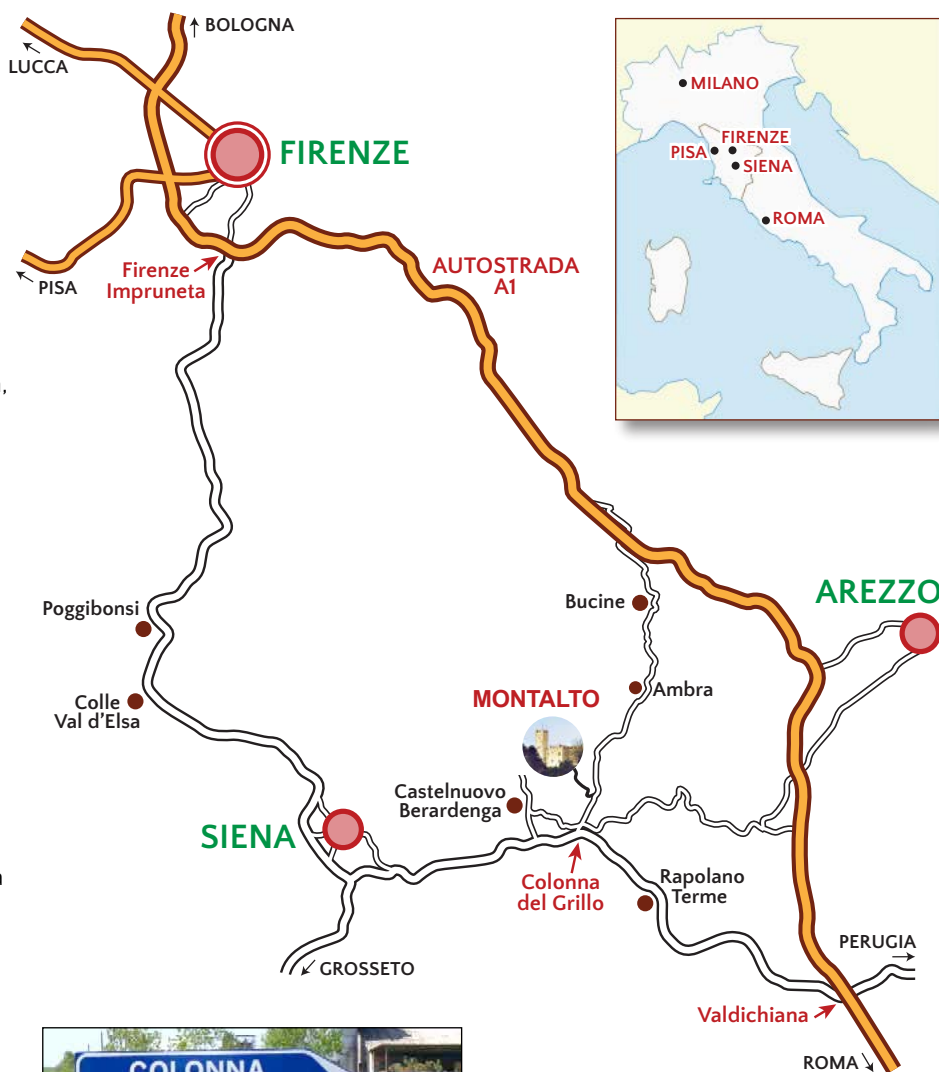 BOLOGNA
LUCCA
FIRENZE
PISA
Firenze
Impruneta
AUTOSTRADA
A1
MILANO
FIRENZE
PISA
SIENA
ROMA
Poggibonsi
Colle
Val d'Elsa
Bucine
AREZZO
Ambra
MONTALTO
Castelnuovo
Berardenga
SIENA
Colonna
del Grillo
Rapolano
Terme
GROSSETO
PERUGIA
Valdichiana
ROMA
COLONNA